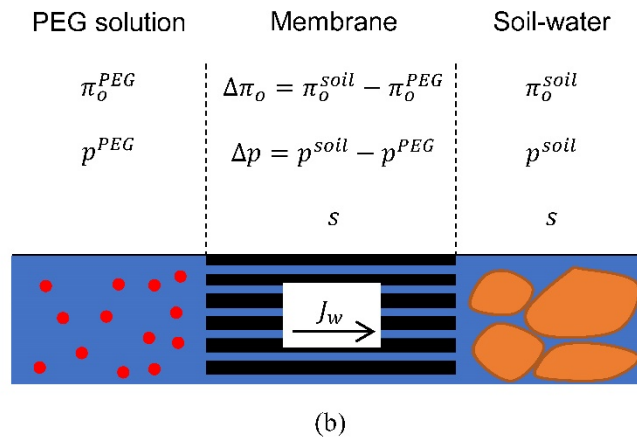 PEG solution Membrane Soil-water
π_o^{PEG} Δπ_o = π_o^{soil} − π_o^{PEG} π_o^{soil}
p^{PEG} Δp = p^{soil} − p^{PEG} p^{soil}
s s
J_w
(b)